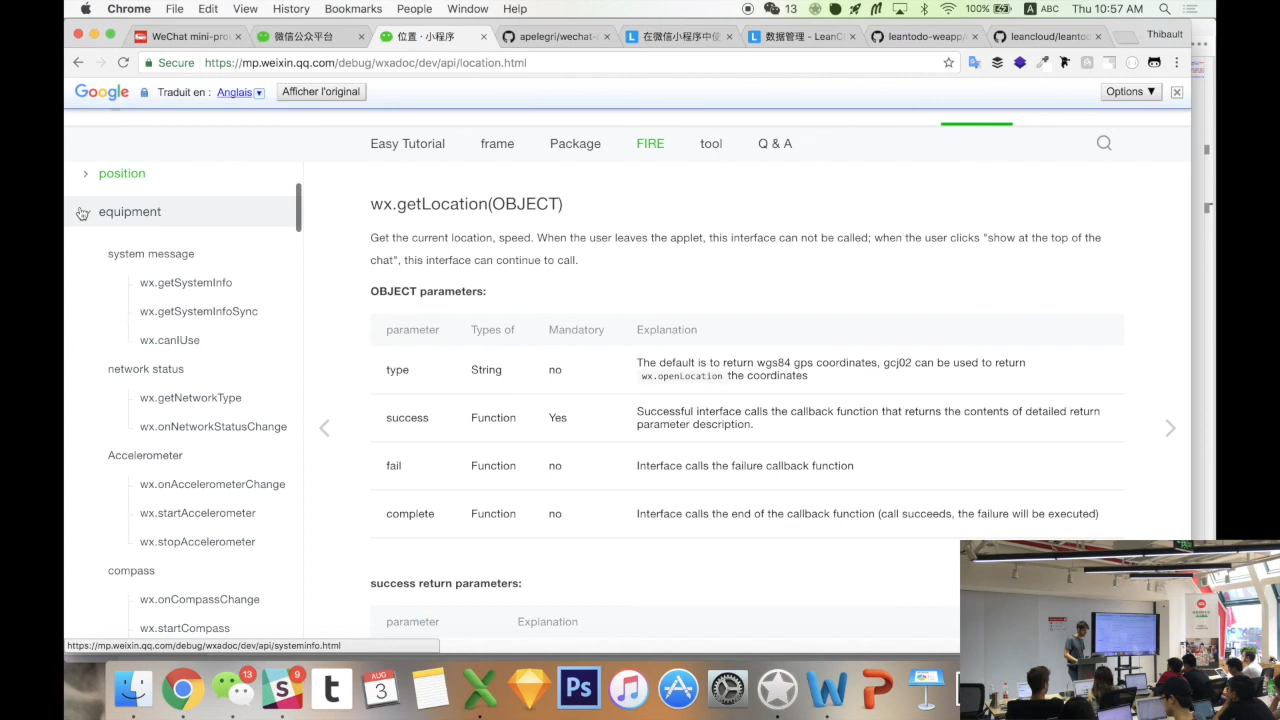 Chrome File Edit View History Bookmarks People Window Help 13 100% A ABC Thu 10:57 AM
WeChat mini-pro 微信公众平台 位置 · 小程序 apelegri/wechat- 在微信小程序中使 数据管理 - LeanC leantodo-weapp/ leancloud/leanto Thibault
Secure https://mp.weixin.qq.com/debug/wxadoc/dev/api/location.html
Google Traduit en : Anglais Afficher l'original Options ▼
Easy Tutorial frame Package FIRE tool Q & A
position
equipment
system message
wx.getSystemInfo
wx.getSystemInfoSync
wx.canIUse
network status
wx.getNetworkType
wx.onNetworkStatusChange
Accelerometer
wx.onAccelerometerChange
wx.startAccelerometer
wx.stopAccelerometer
compass
wx.onCompassChange
wx.startCompass
wx.getLocation(OBJECT)
Get the current location, speed. When the user leaves the applet, this interface can not be called; when the user clicks "show at the top of the
chat", this interface can continue to call.
OBJECT parameters:
parameter Types of Mandatory Explanation
type String no The default is to return wgs84 gps coordinates, gcj02 can be used to return
wx.openLocation the coordinates
success Function Yes Successful interface calls the callback function that returns the contents of detailed return
parameter description.
fail Function no Interface calls the failure callback function
complete Function no Interface calls the end of the callback function (call succeeds, the failure will be executed)
success return parameters:
parameter Explanation
https://mp.weixin.qq.com/debug/wxadoc/dev/api/systeminfo.html
13 9 t AUG 3 Ps